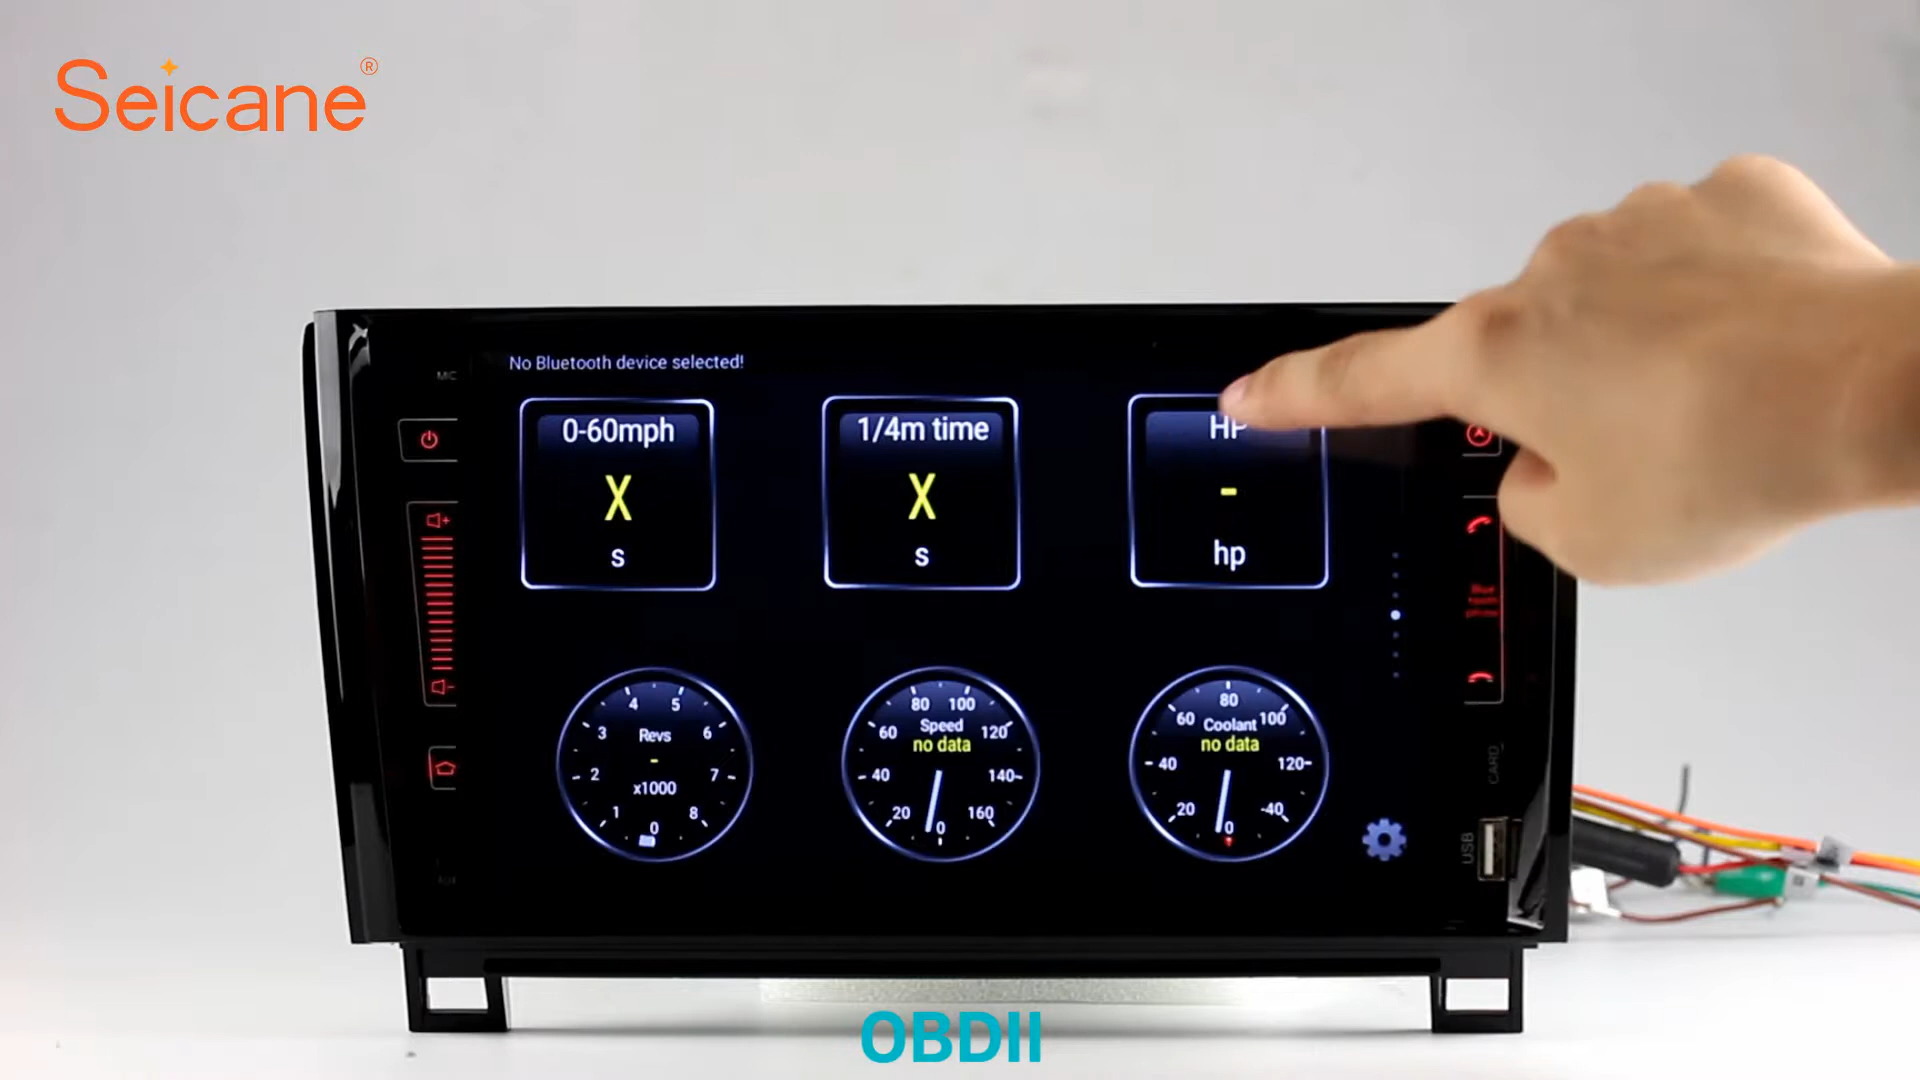 Seicane®
No Bluetooth device selected!
MIC
0-60mph
X
s
1/4m time
X
s
HP
-
hp
4 5
3 6
Revs
-
2 7
x1000
1 8
0
80 100
60 120
Speed
no data
40 140
20 160
0
80
60 100
Coolant
no data
40 120
20 -40
0
CARD
USB
OBDII